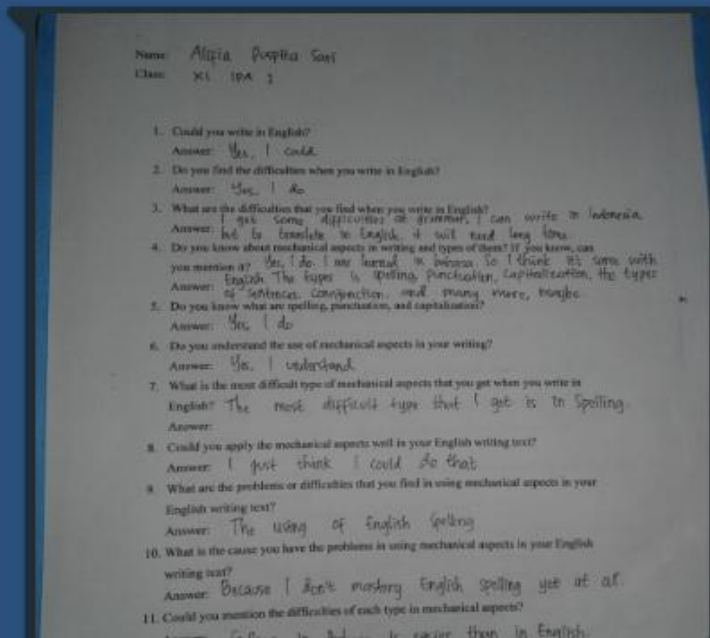 Name: Puspita Sari
Class: XI IPA 1
1. Could you write in English?
Answer: Yes, I could
2. Do you find the difficulties when you write in English?
Answer: Yes, I do
3. What are the difficulties that you find when you write in English?
I get some difficulties at grammar, I can write in Indonesia,
Answer: but to translate in English, it will need long time.
4. Do you know about mechanical aspects in writing and types of them? If you know, can
you mention it? Yes, I do. I was learned in bahasa. So I think it's same with
Answer: English. The types is spelling, punctuation, capitalization, the types
of sentences, conjunction, and many more, maybe
5. Do you know what are spelling, punctuation, and capitalization?
Answer: Yes, I do
6. Do you understand the use of mechanical aspects in your writing?
Answer: Yes, I understand
7. What is the most difficult type of mechanical aspects that you get when you write in
English? The most difficult type that I get is in Spelling.
Answer:
8. Could you apply the mechanical aspects well in your English writing text?
Answer: I just think I could do that
9. What are the problems or difficulties that you find in using mechanical aspects in your
English writing text?
Answer: The using of English Spelling
10. What is the cause you have the problems in using mechanical aspects in your English
writing text?
Answer: Because I don't mastery English spelling yet at all.
11. Could you mention the difficulties of each type in mechanical aspects?
is easier than in English.